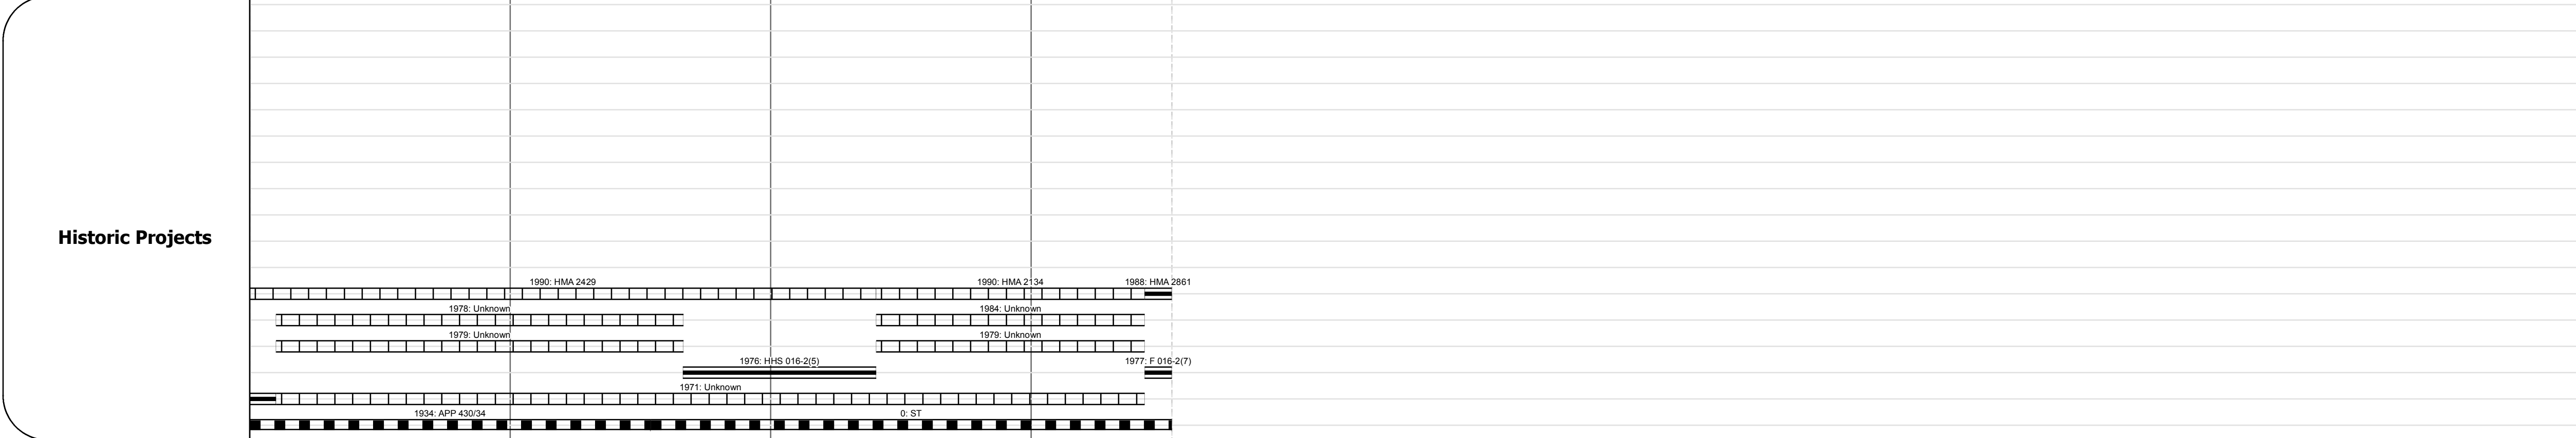 Historic Projects
1990: HMA 2429 1990: HMA 2134 1988: HMA 2861
1978: Unknown 1984: Unknown
1979: Unknown 1979: Unknown
1976: HHS 016-2(5) 1977: F 016-2(7)
1971: Unknown
1934: APP 430/34 0: ST